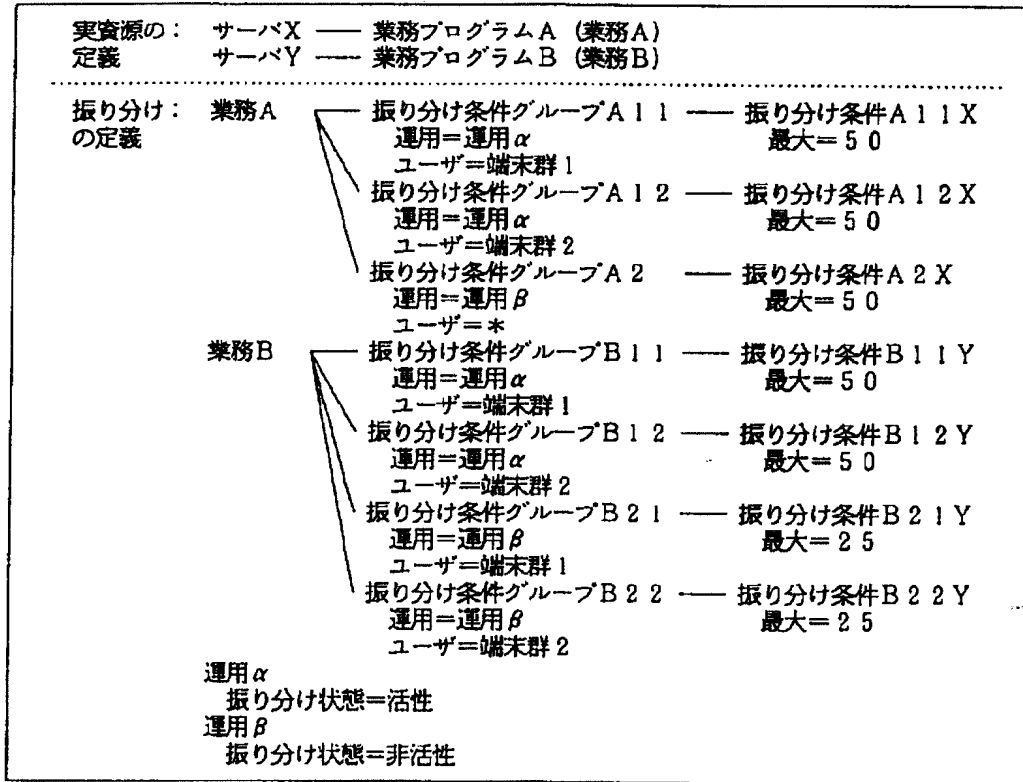 実資源の： サーバX ── 業務プログラムA (業務A)
定義 サーバY ── 業務プログラムB (業務B)
振り分け： 業務A 振り分け条件グループA11 ── 振り分け条件A11X
の定義 運用＝運用α 最大＝50
ユーザ＝端末群1
振り分け条件グループA12 ── 振り分け条件A12X
運用＝運用α 最大＝50
ユーザ＝端末群2
振り分け条件グループA2 ── 振り分け条件A2X
運用＝運用β 最大＝50
ユーザ＝＊
業務B 振り分け条件グループB11 ── 振り分け条件B11Y
運用＝運用α 最大＝50
ユーザ＝端末群1
振り分け条件グループB12 ── 振り分け条件B12Y
運用＝運用α 最大＝50
ユーザ＝端末群2
振り分け条件グループB21 ── 振り分け条件B21Y
運用＝運用β 最大＝25
ユーザ＝端末群1
振り分け条件グループB22 ── 振り分け条件B22Y
運用＝運用β 最大＝25
ユーザ＝端末群2
運用α
振り分け状態＝活性
運用β
振り分け状態＝非活性